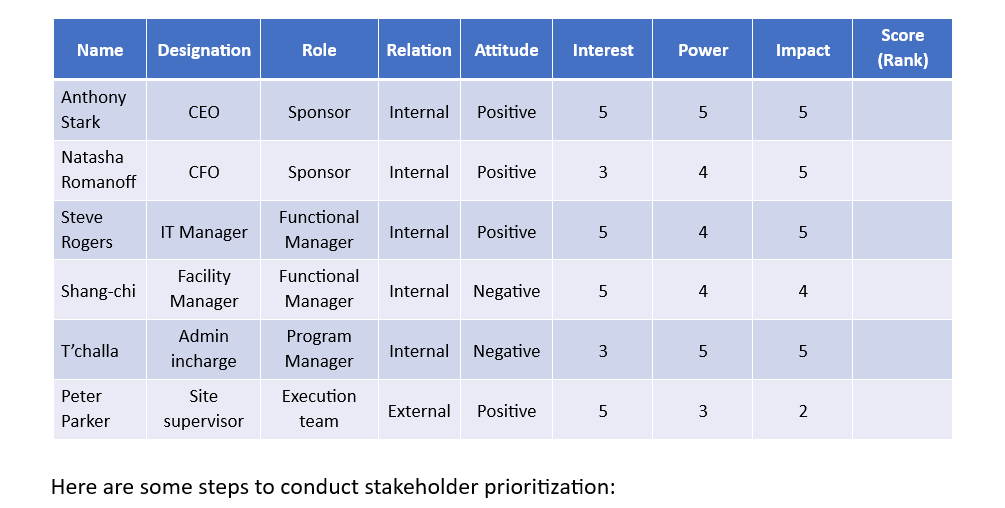 Name Designation Role Relation Attitude Interest Power Impact Score (Rank)
Anthony Stark CEO Sponsor Internal Positive 5 5 5
Natasha Romanoff CFO Sponsor Internal Positive 3 4 5
Steve Rogers IT Manager Functional Manager Internal Positive 5 4 5
Shang-chi Facility Manager Functional Manager Internal Negative 5 4 4
T’challa Admin incharge Program Manager Internal Negative 3 5 5
Peter Parker Site supervisor Execution team External Positive 5 3 2
Here are some steps to conduct stakeholder prioritization: